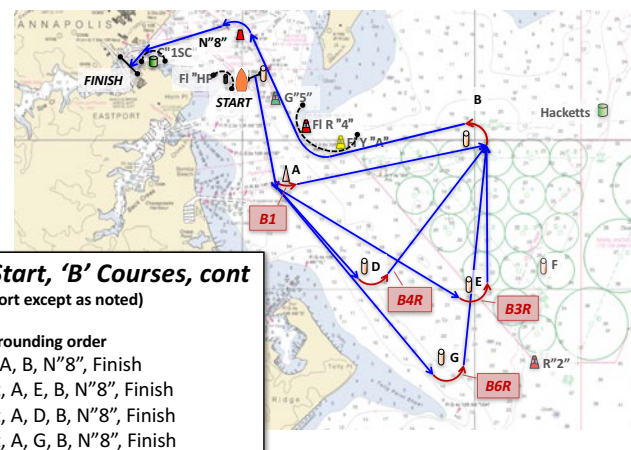 ANNAPOLIS
N"8"
"1SC"
FINISH
Fl "HP"
START
G"5"
B
Hacketts
EASTPORT
Fl R "4"
Y "A"
A
B1
D
E
F
B4R
B3R
G
R"2"
B6R
Start, 'B' Courses, cont
ort except as noted)
rounding order
A, B, N"8", Finish
, A, E, B, N"8", Finish
, A, D, B, N"8", Finish
, A, G, B, N"8", Finish
Ridge